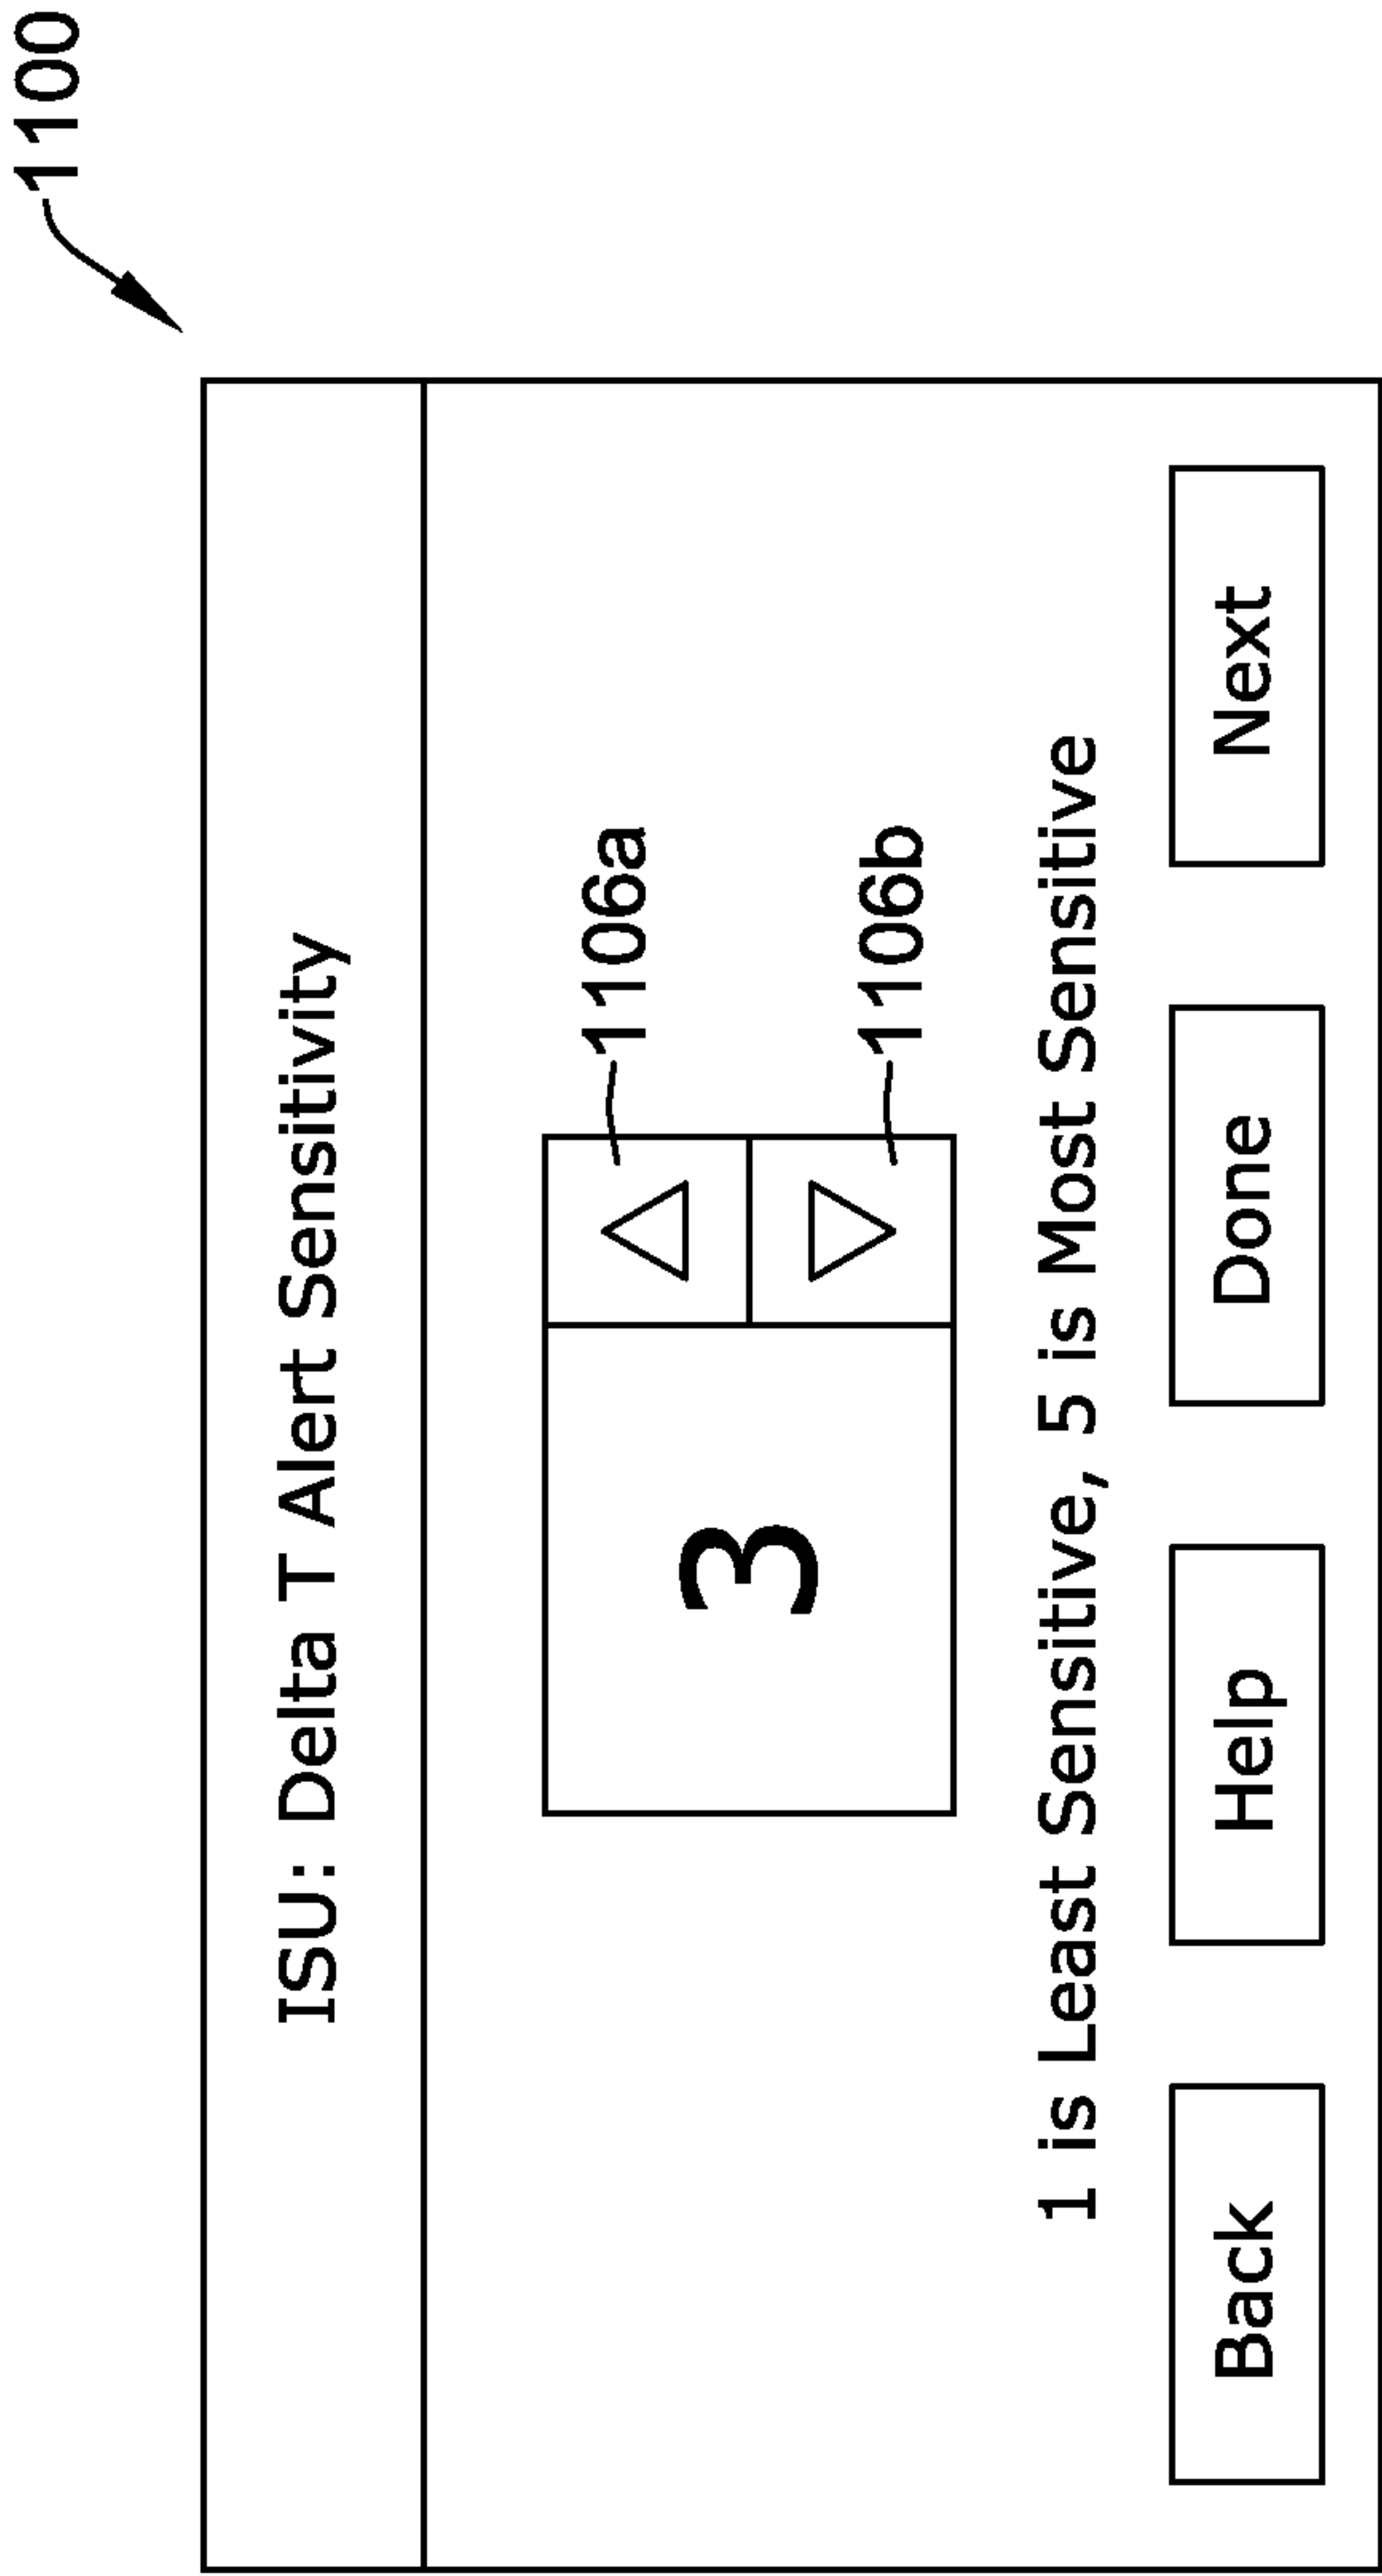 1100
ISU: Delta T Alert Sensitivity
3
1106a
1106b
1 is Least Sensitive, 5 is Most Sensitive
Back Help Done Next